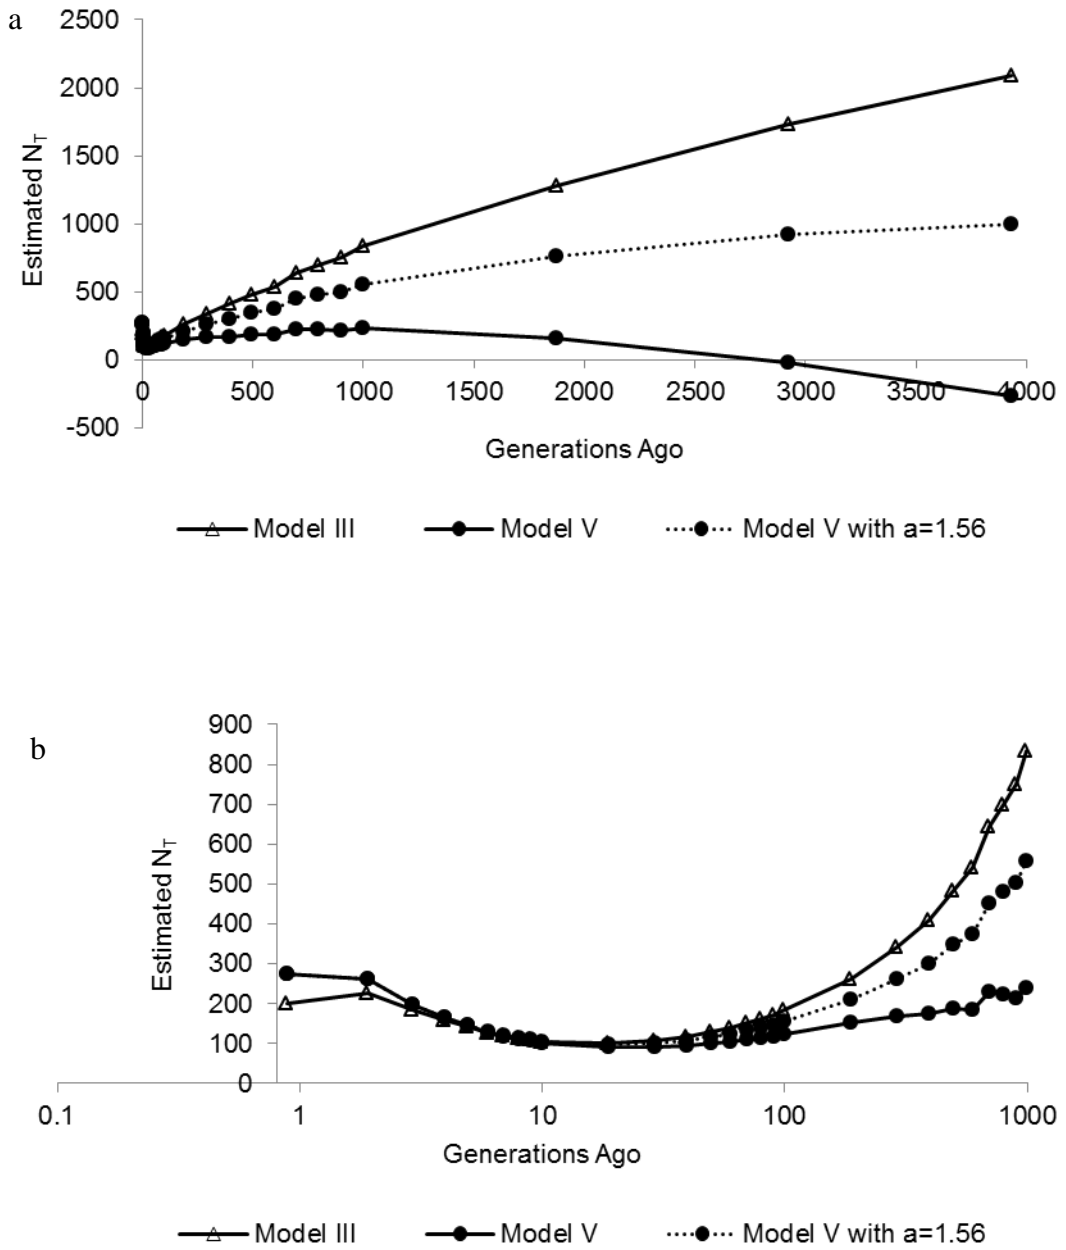 a
2500
2000
1500
1000
500
0
-500
Estimated N_T
0 500 1000 1500 2000 2500 3000 3500 4000
Generations Ago
Model III Model V Model V with a=1.56
b
900
800
700
600
500
400
300
200
100
0
Estimated N_T
0.1 1 10 100 1000
Generations Ago
Model III Model V Model V with a=1.56